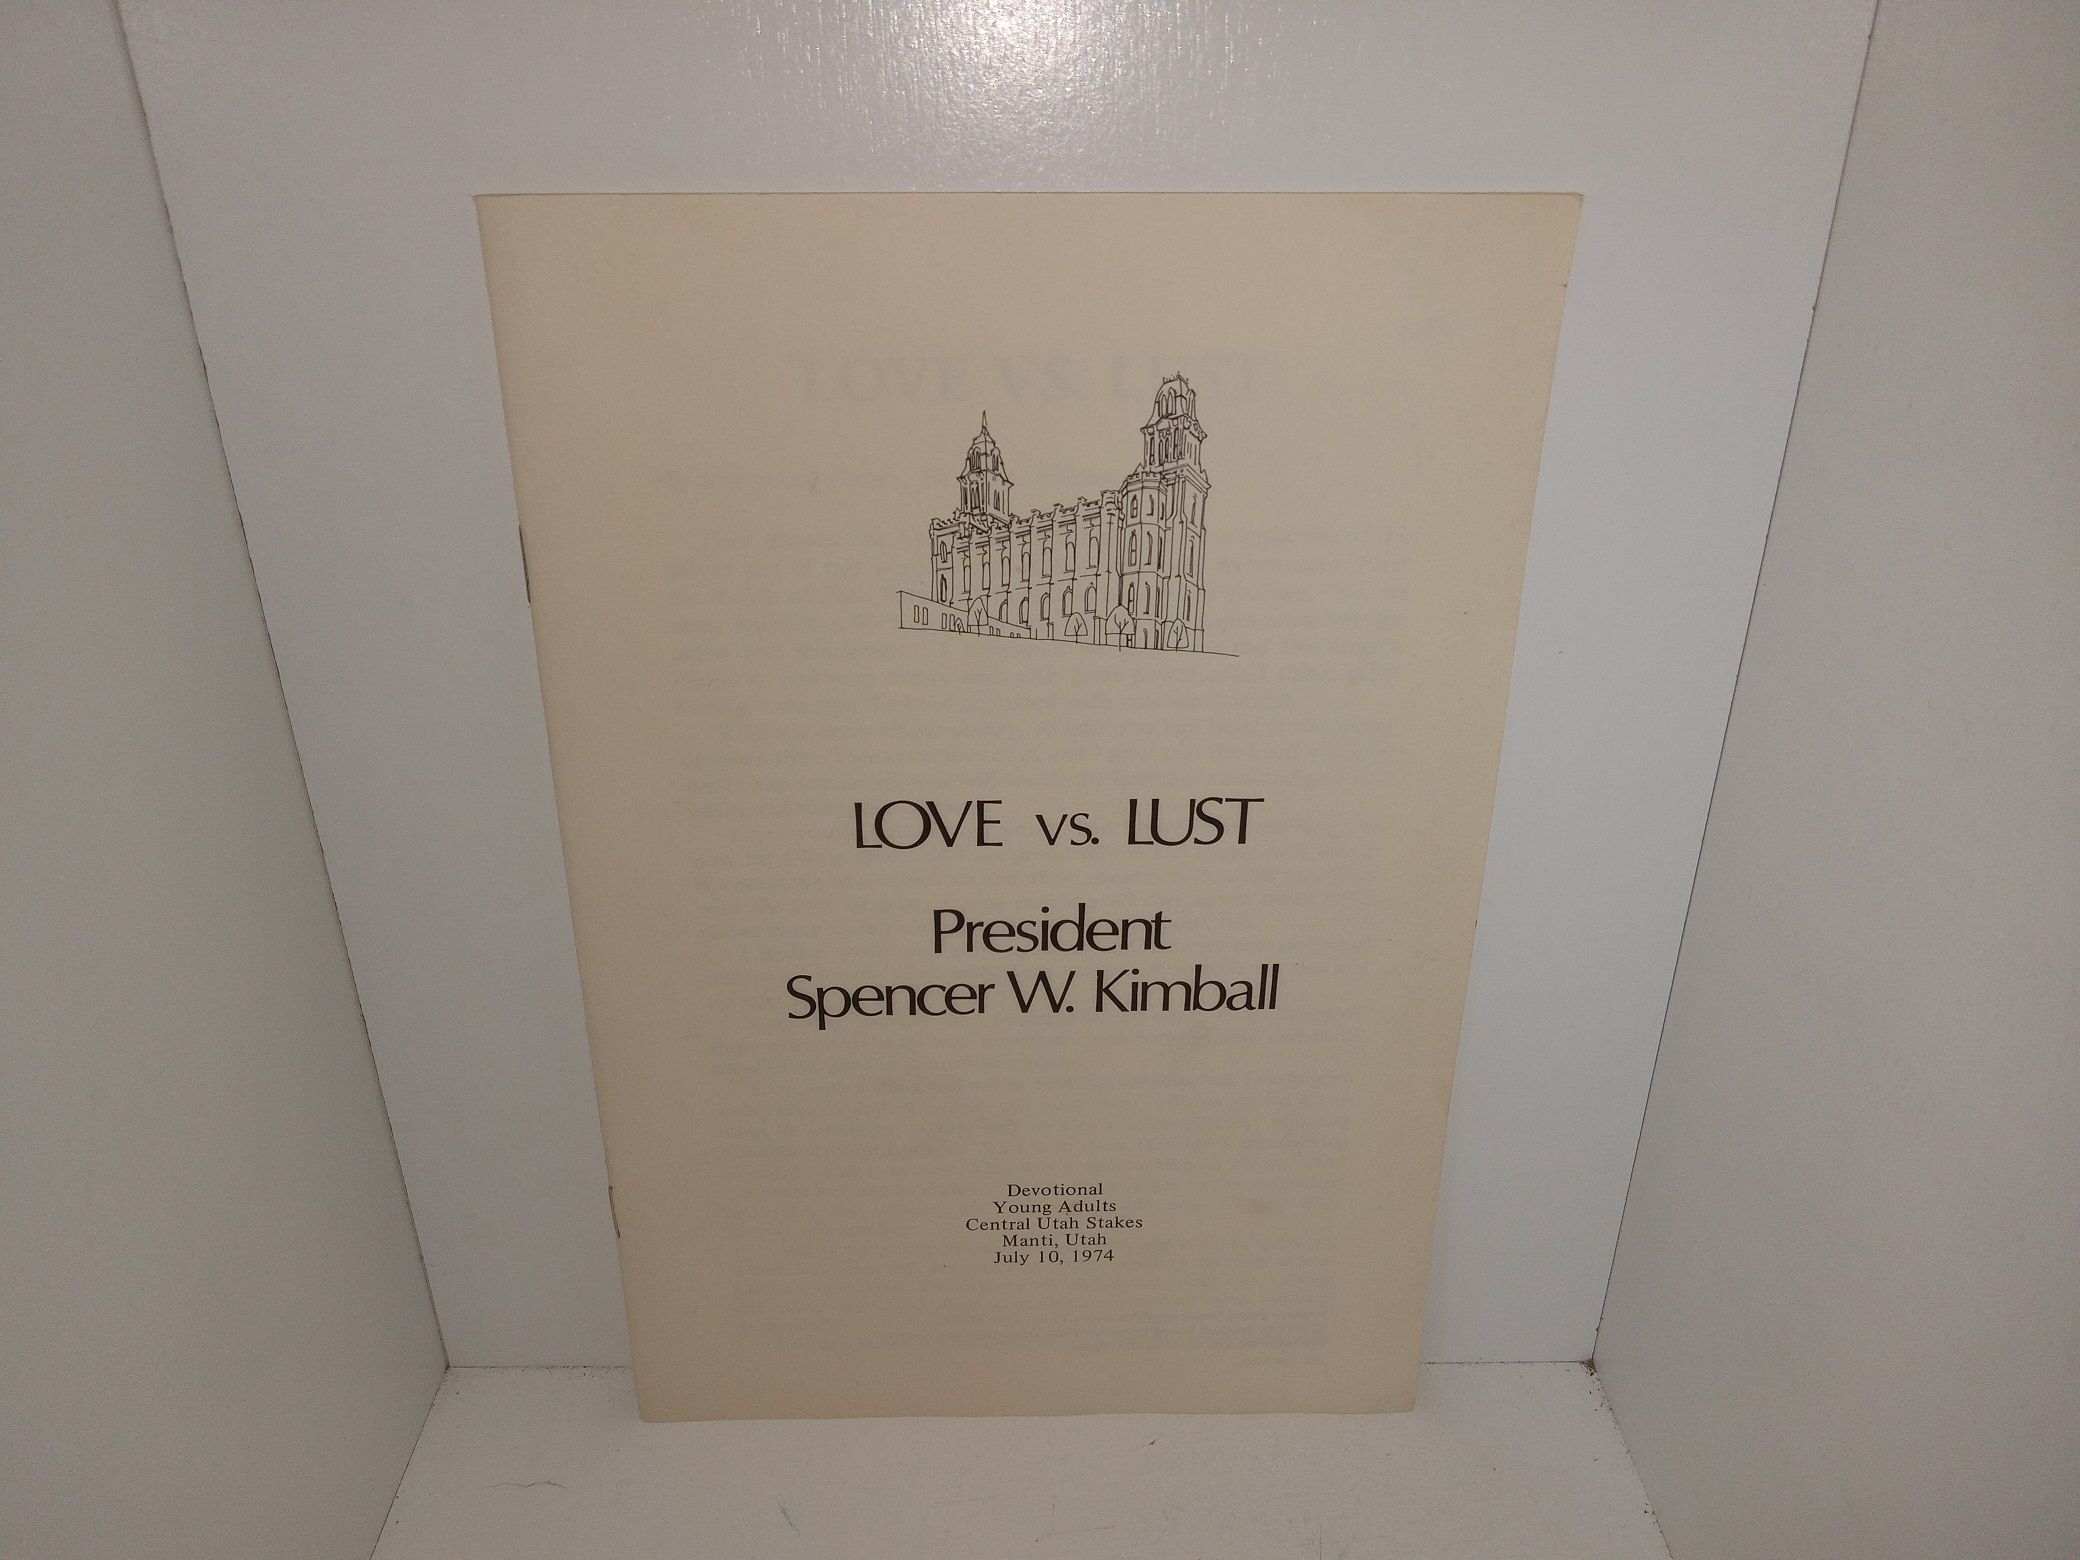 LOVE vs. LUST
President
Spencer W. Kimball
Devotional
Young Adults
Central Utah Stakes
Manti, Utah
July 10, 1974